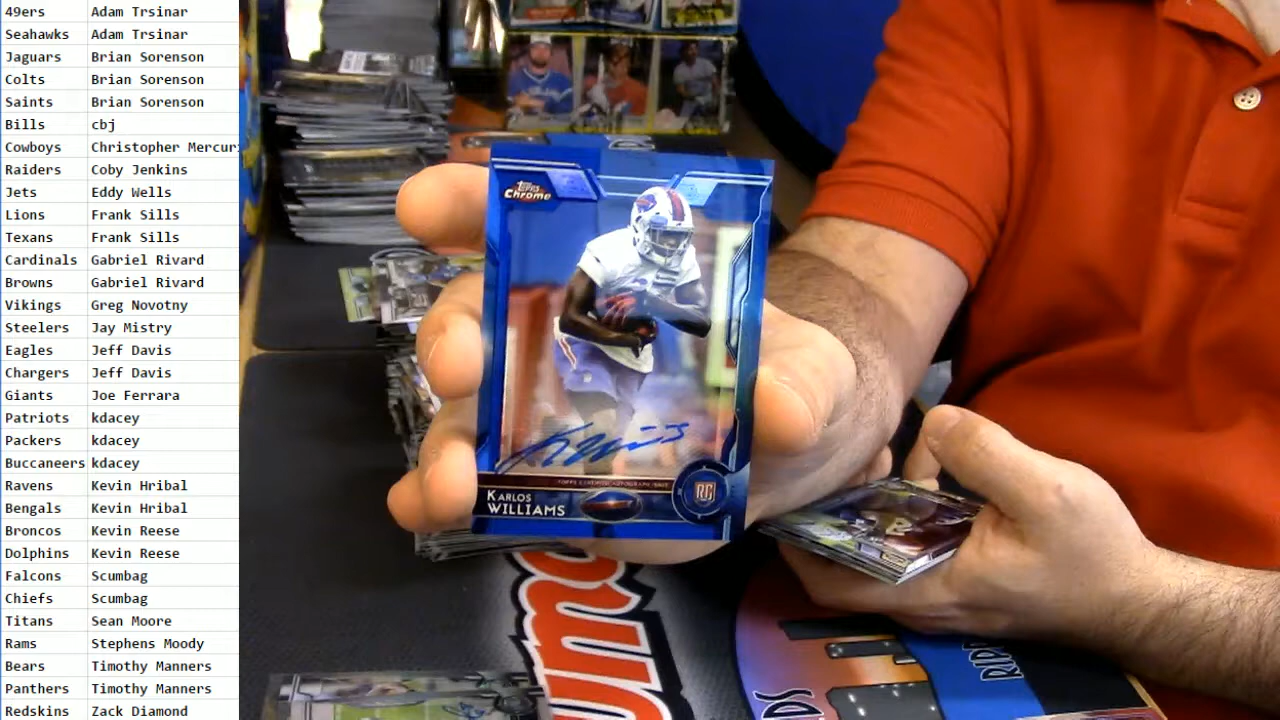 49ers Adam Trsinar
Seahawks Adam Trsinar
Jaguars Brian Sorenson
Colts Brian Sorenson
Saints Brian Sorenson
Bills cbj
Cowboys Christopher Mercur
Raiders Coby Jenkins
Jets Eddy Wells
Lions Frank Sills
Texans Frank Sills
Cardinals Gabriel Rivard
Browns Gabriel Rivard
Vikings Greg Novotny
Steelers Jay Mistry
Eagles Jeff Davis
Chargers Jeff Davis
Giants Joe Ferrara
Patriots kdacey
Packers kdacey
Buccaneers kdacey
Ravens Kevin Hribal
Bengals Kevin Hribal
Broncos Kevin Reese
Dolphins Kevin Reese
Falcons Scumbag
Chiefs Scumbag
Titans Sean Moore
Rams Stephens Moody
Bears Timothy Manners
Panthers Timothy Manners
Redskins Zack Diamond
Topps
Chrome
TOPPS CERTIFIED AUTOGRAPH ISSUE
KARLOS
WILLIAMS
RC